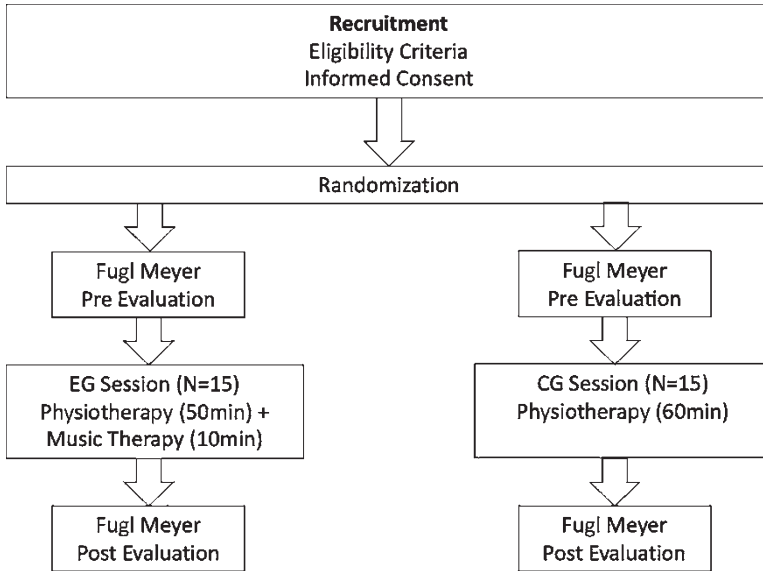 Recruitment
Eligibility Criteria
Informed Consent
Randomization
Fugl Meyer
Pre Evaluation
Fugl Meyer
Pre Evaluation
EG Session (N=15)
Physiotherapy (50min) +
Music Therapy (10min)
CG Session (N=15)
Physiotherapy (60min)
Fugl Meyer
Post Evaluation
Fugl Meyer
Post Evaluation